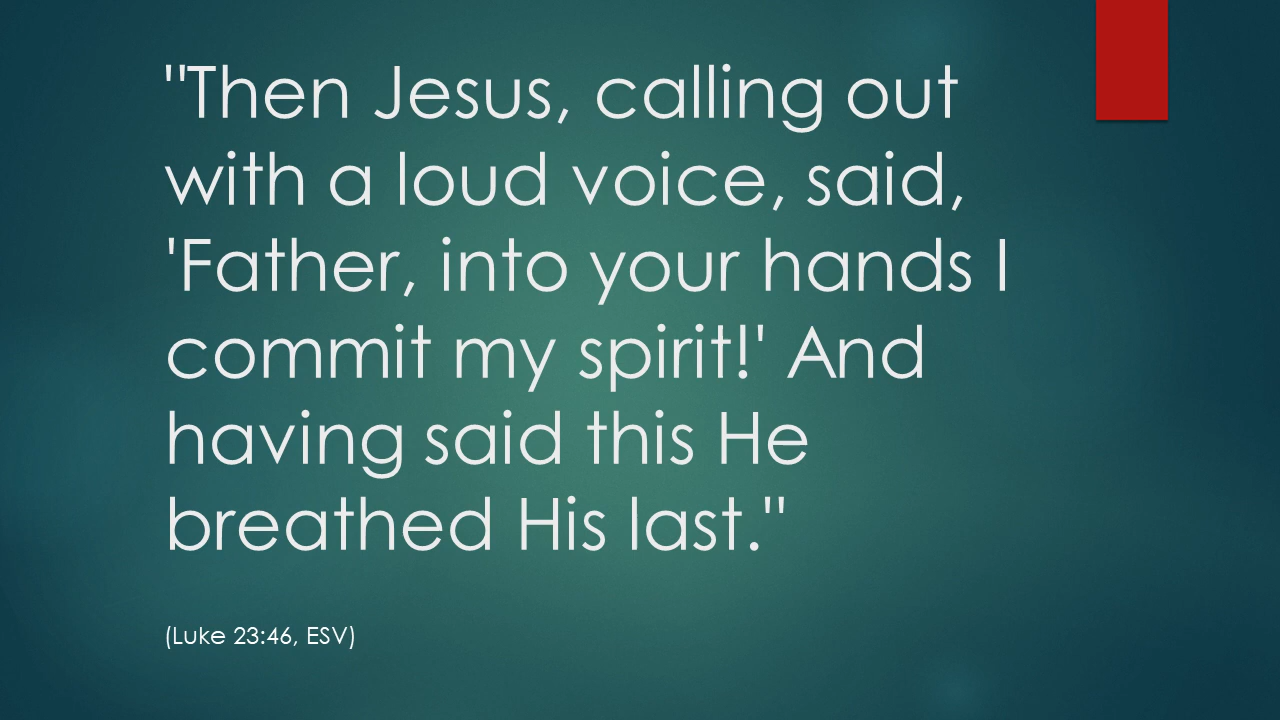 "Then Jesus, calling out
with a loud voice, said,
'Father, into your hands I
commit my spirit!' And
having said this He
breathed His last."
(Luke 23:46, ESV)